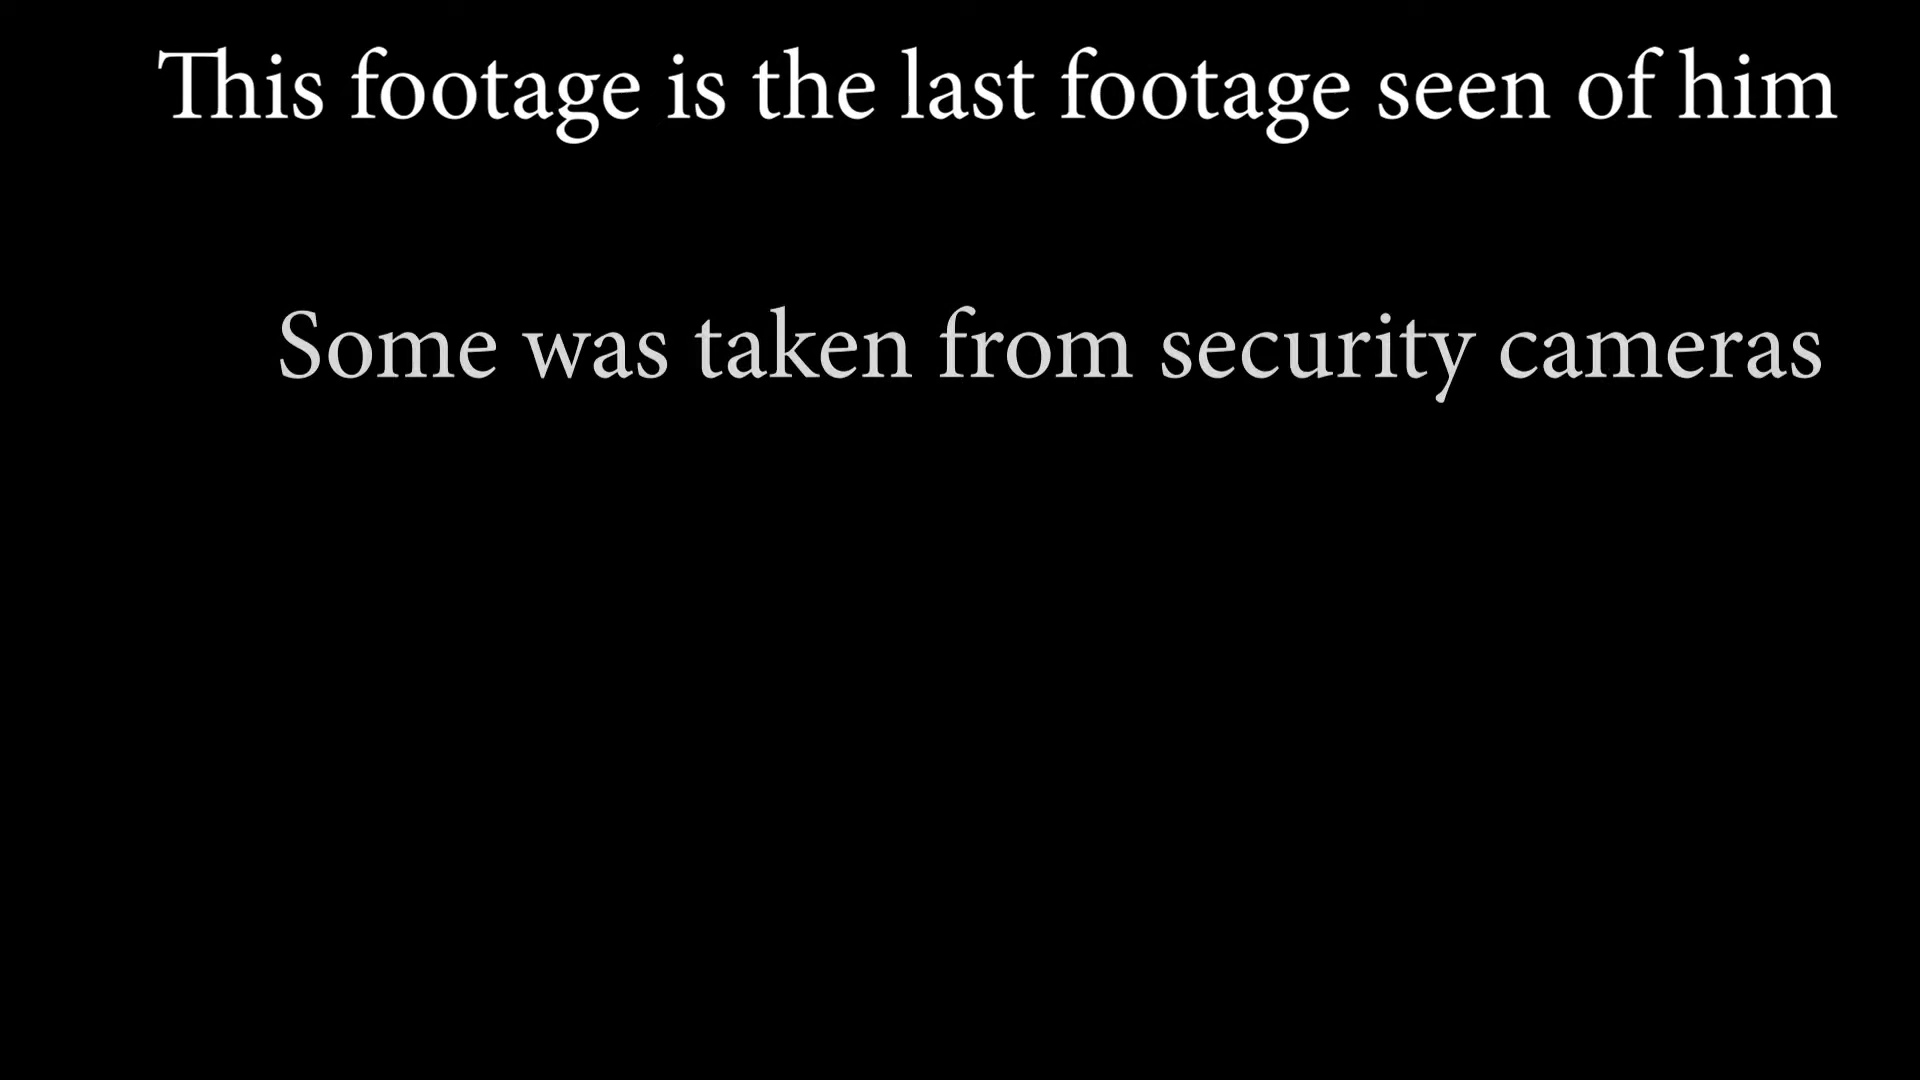 This footage is the last footage seen of him
Some was taken from security cameras